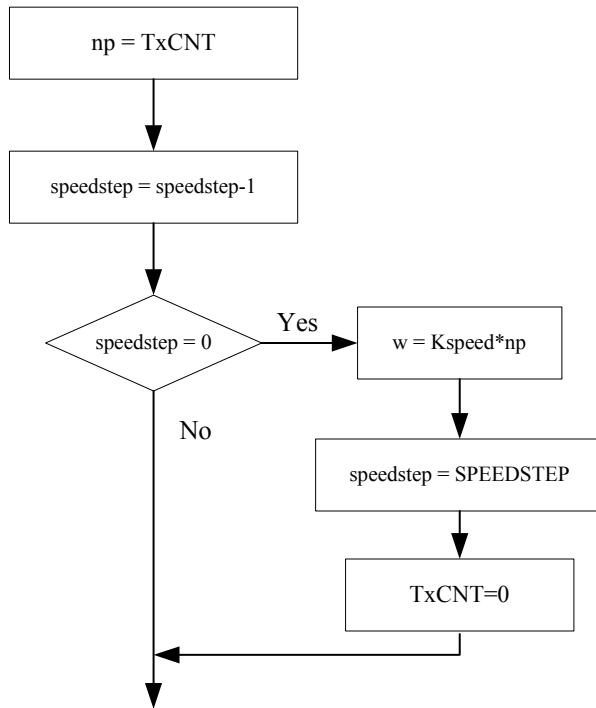 np = TxCNT
speedstep = speedstep-1
speedstep = 0
Yes
w = Kspeed*np
No
speedstep = SPEEDSTEP
TxCNT=0